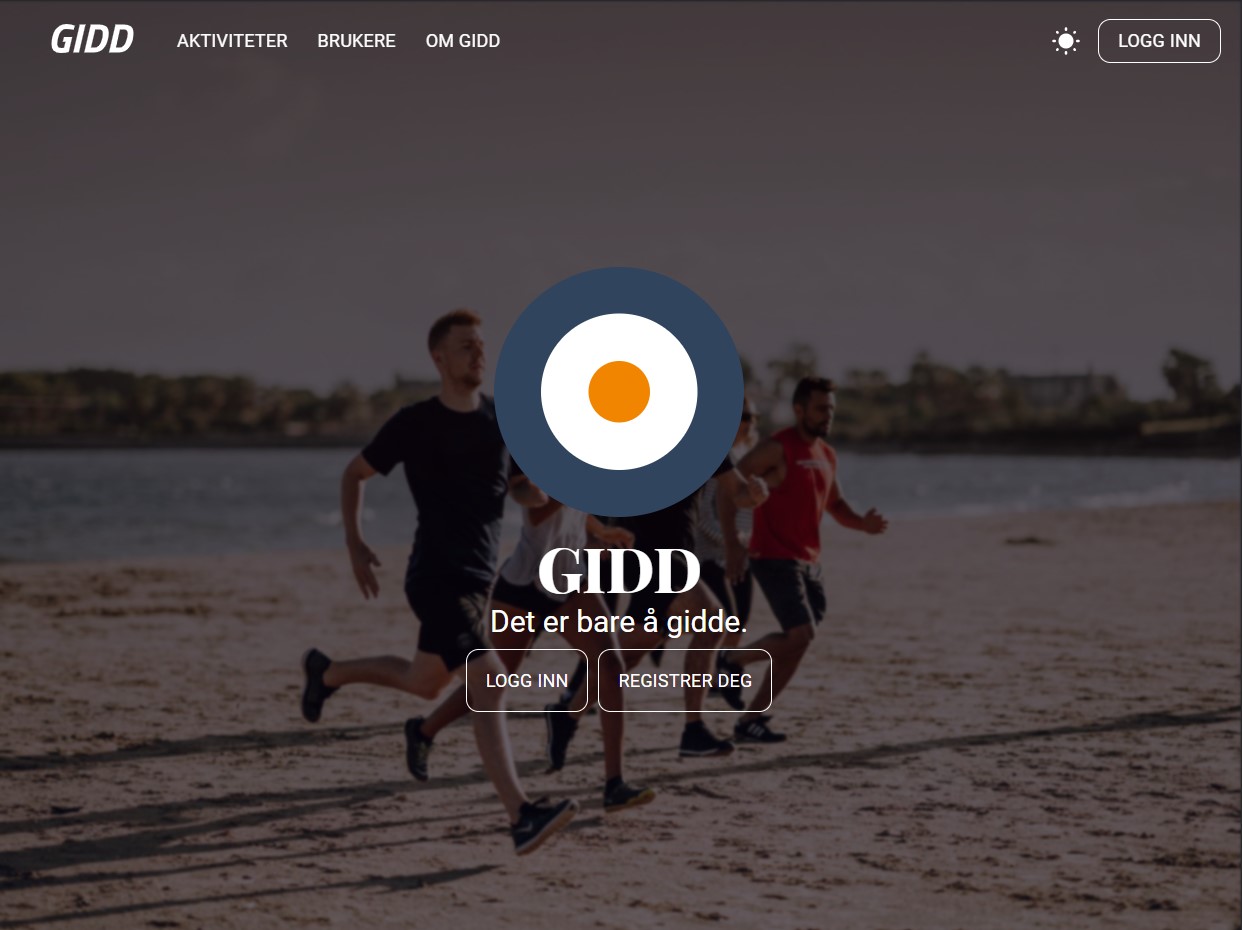 GIDD AKTIVITETER BRUKERE OM GIDD LOGG INN
GIDD
Det er bare å gidde.
LOGG INN REGISTRER DEG